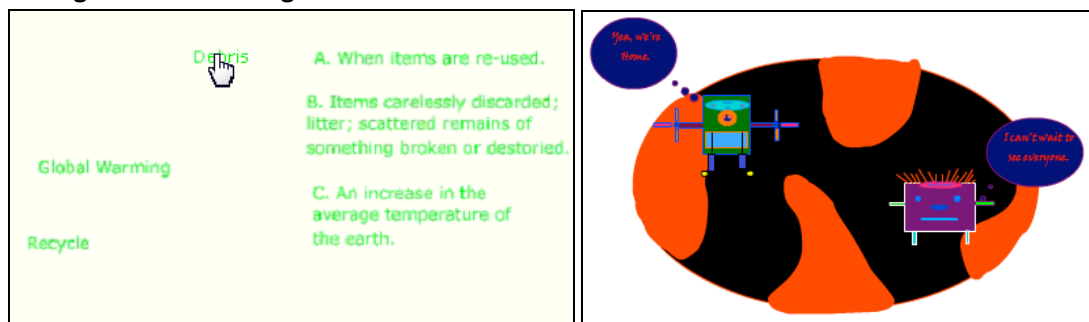 Debris
A. When items are re-used.
B. Items carelessly discarded;
litter; scattered remains of
something broken or destoried.
Global Warming
C. An increase in the
average temperature of
the earth.
Recycle
Yea, we're
Home.
I can't wait to
see everyone.